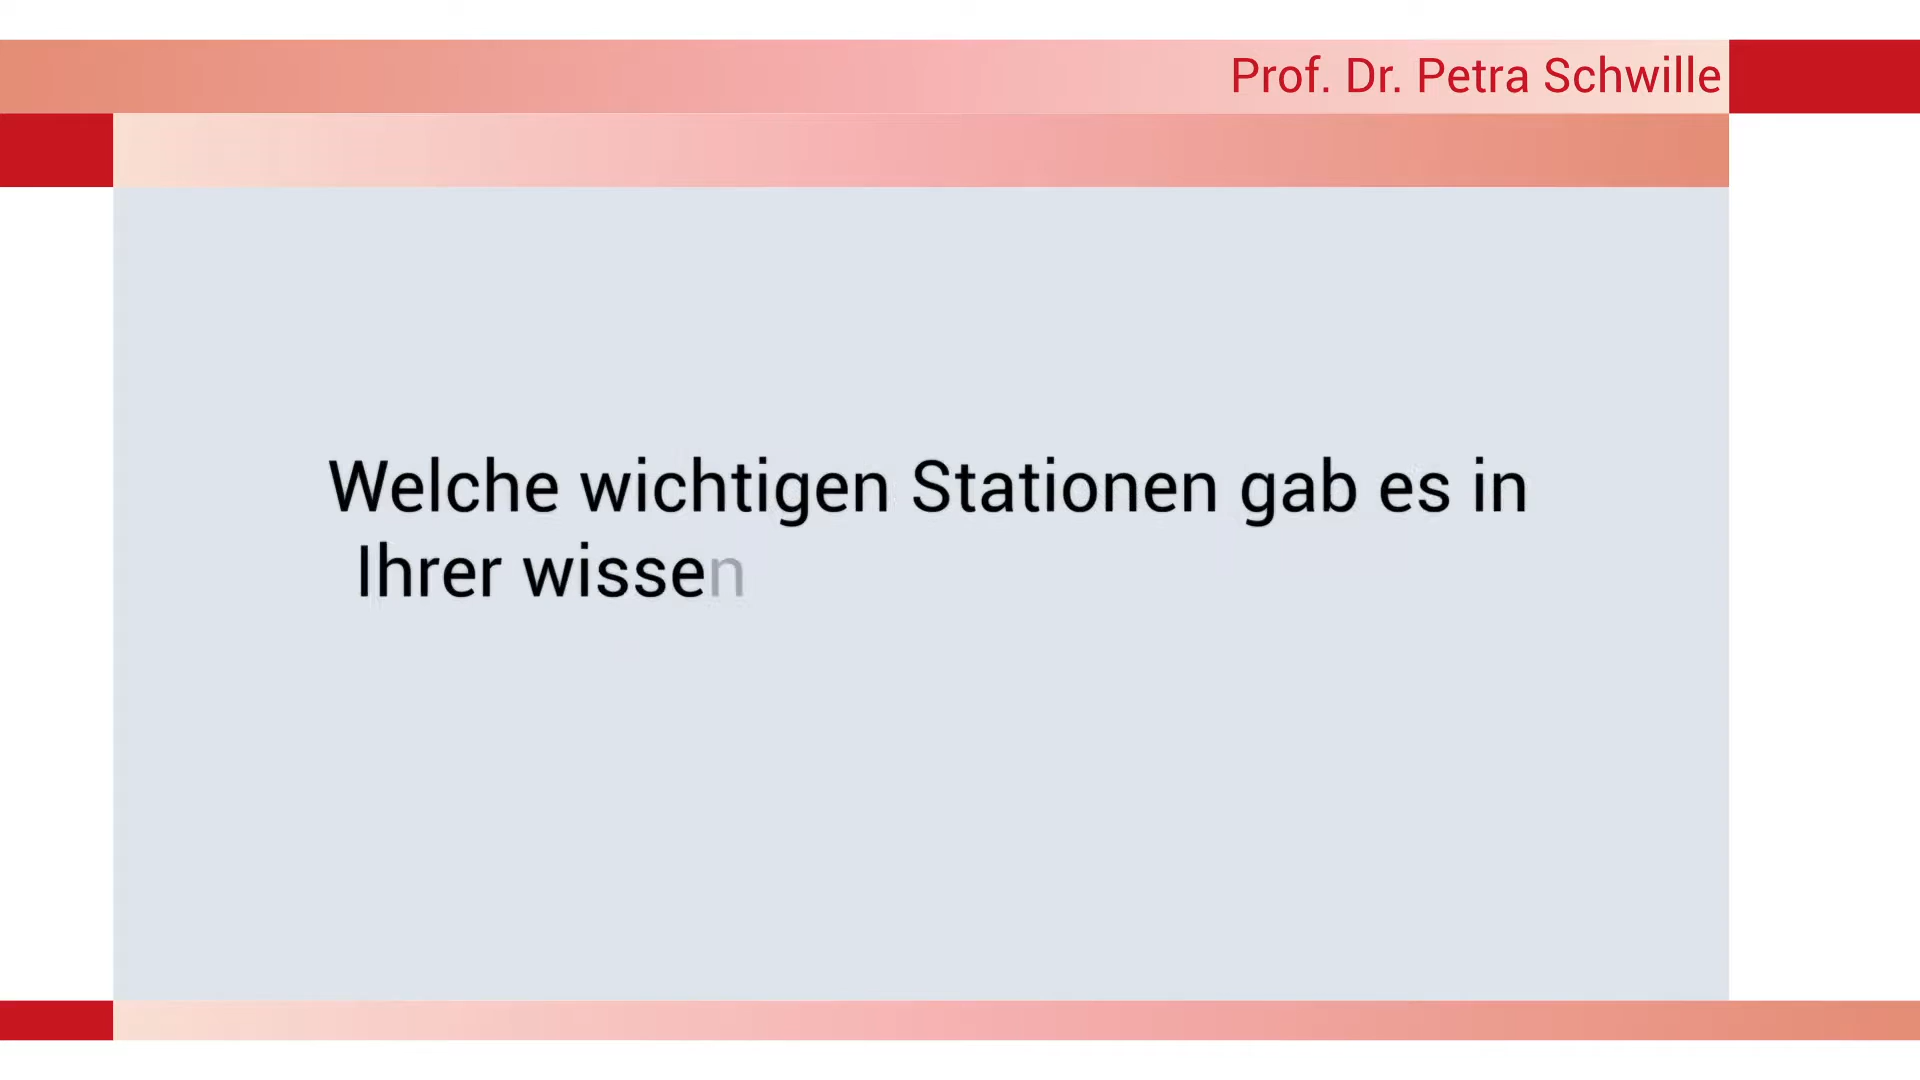 Prof. Dr. Petra Schwille
Welche wichtigen Stationen gab es in
Ihrer wissen